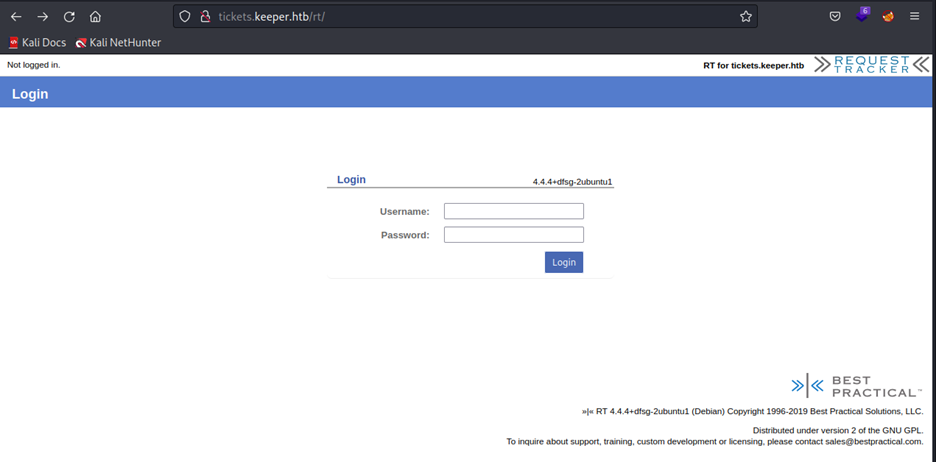 tickets.keeper.htb/rt/
6
Kali Docs Kali NetHunter
Not logged in. RT for tickets.keeper.htb REQUEST TRACKER
Login
Login 4.4.4+dfsg-2ubuntu1
Username:
Password:
Login
BEST PRACTICAL™
»|« RT 4.4.4+dfsg-2ubuntu1 (Debian) Copyright 1996-2019 Best Practical Solutions, LLC.
Distributed under version 2 of the GNU GPL.
To inquire about support, training, custom development or licensing, please contact sales@bestpractical.com.